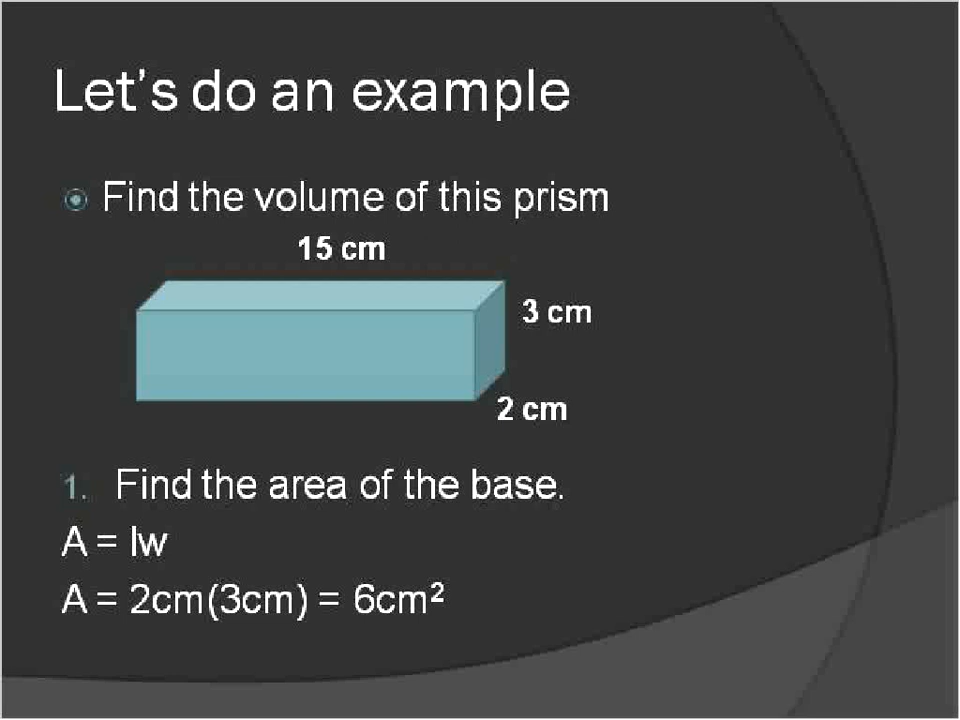 Let's do an example
Find the volume of this prism
15 cm
3 cm
2 cm
1. Find the area of the base.
A = lw
A = 2cm(3cm) = 6cm²